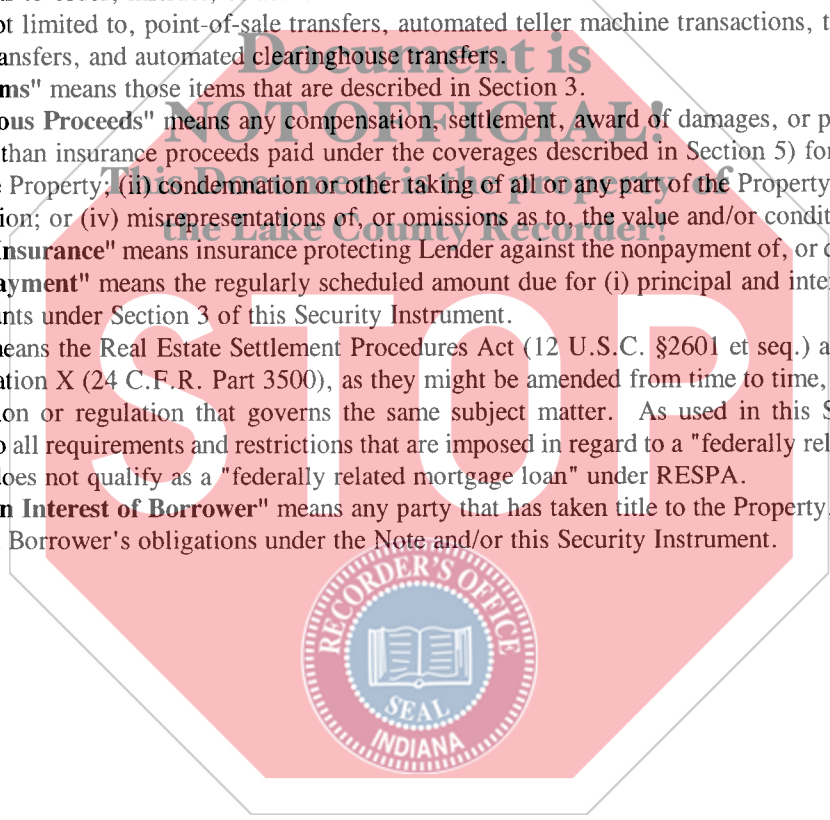 ot limited to, point-of-sale transfers, automated teller machine transactions, t
ansfers, and automated clearinghouse transfers.
ms" means those items that are described in Section 3.
ous Proceeds" means any compensation, settlement, award of damages, or p
than insurance proceeds paid under the coverages described in Section 5) for
Property; (ii) condemnation or other taking of all or any part of the Property
ion; or (iv) misrepresentations of, or omissions as to, the value and/or condit
nsurance" means insurance protecting Lender against the nonpayment of, or
ayment" means the regularly scheduled amount due for (i) principal and inte
nts under Section 3 of this Security Instrument.
eans the Real Estate Settlement Procedures Act (12 U.S.C. §2601 et seq.) a
ation X (24 C.F.R. Part 3500), as they might be amended from time to time,
on or regulation that governs the same subject matter. As used in this S
o all requirements and restrictions that are imposed in regard to a "federally rel
oes not qualify as a "federally related mortgage loan" under RESPA.
n Interest of Borrower" means any party that has taken title to the Property,
Borrower's obligations under the Note and/or this Security Instrument.
Document is
NOT OFFICIAL!
This Document is the property of
the Lake County Recorder!
STOP
RECORDER'S OFFICE
SEAL
INDIANA